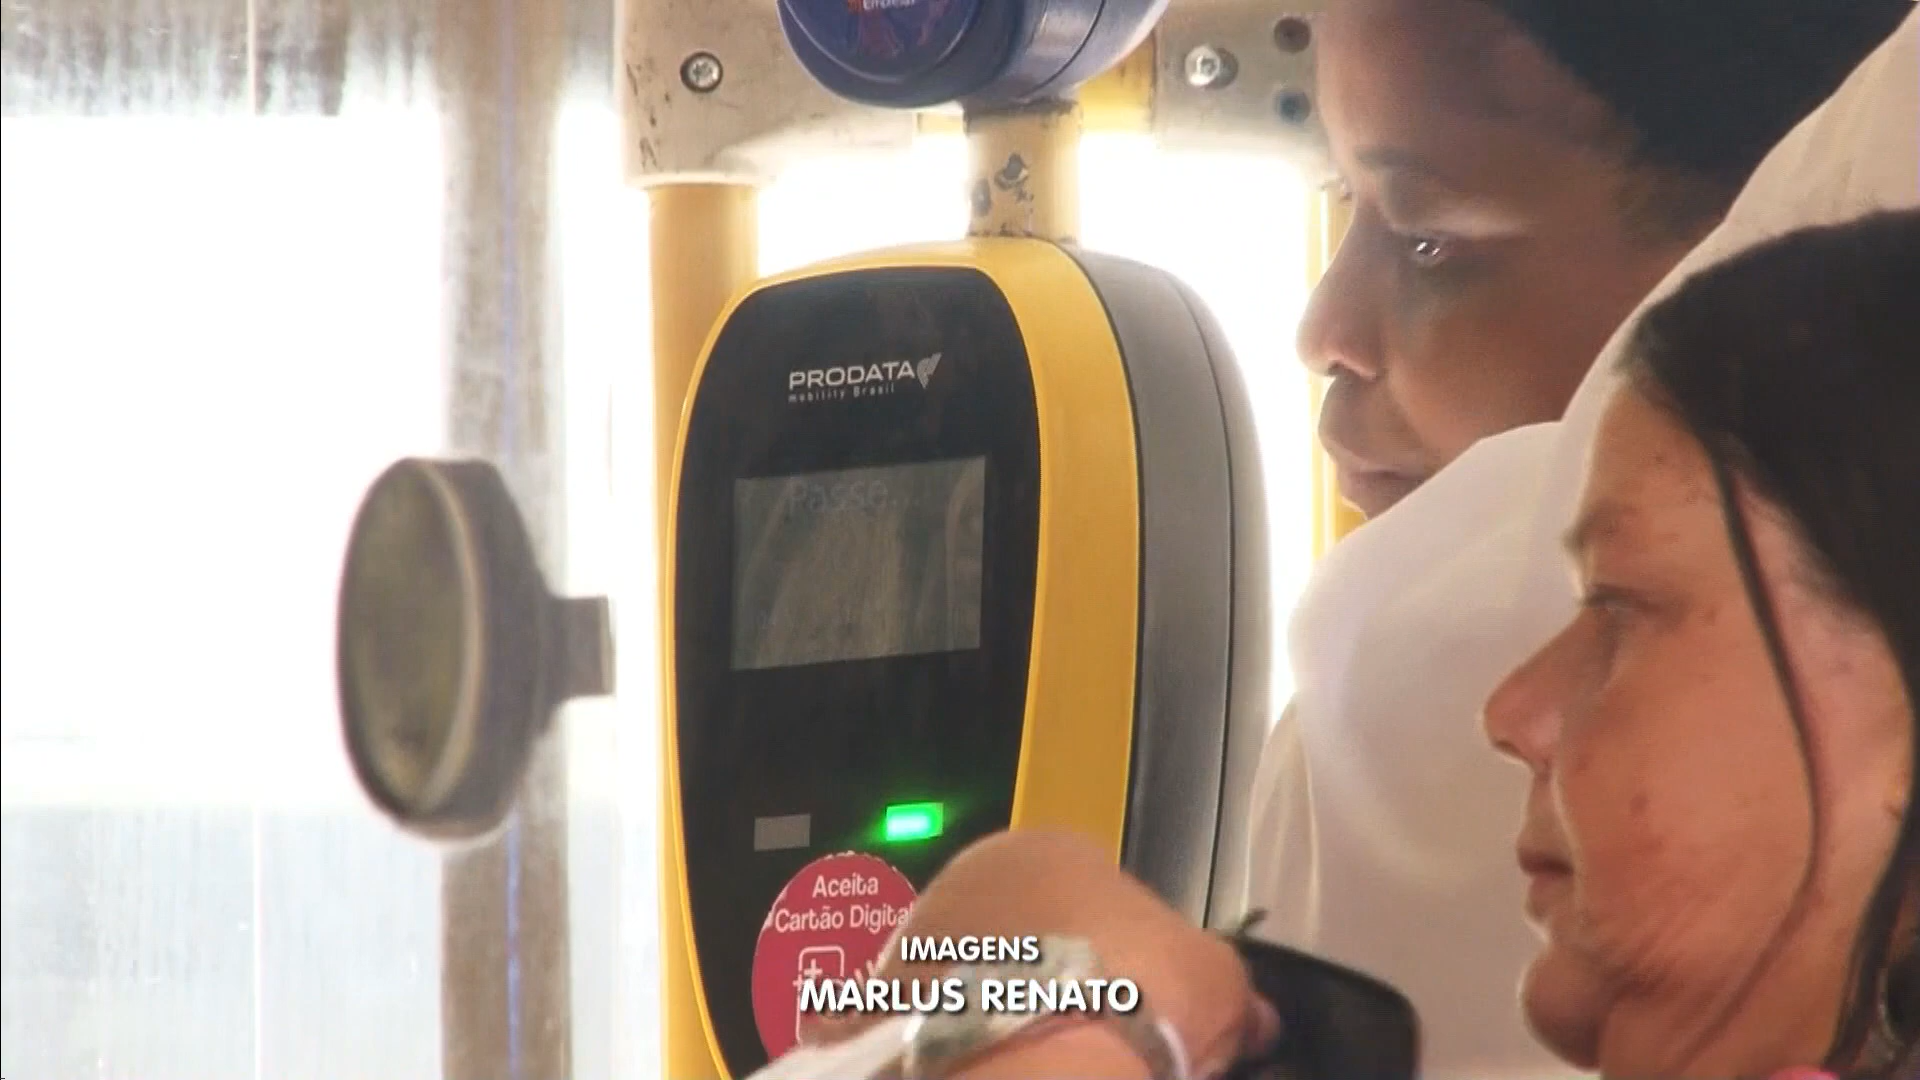 PRODATA
mobility Brasil
Passe...
Aceita
Cartão Digital
IMAGENS
MARLUS RENATO